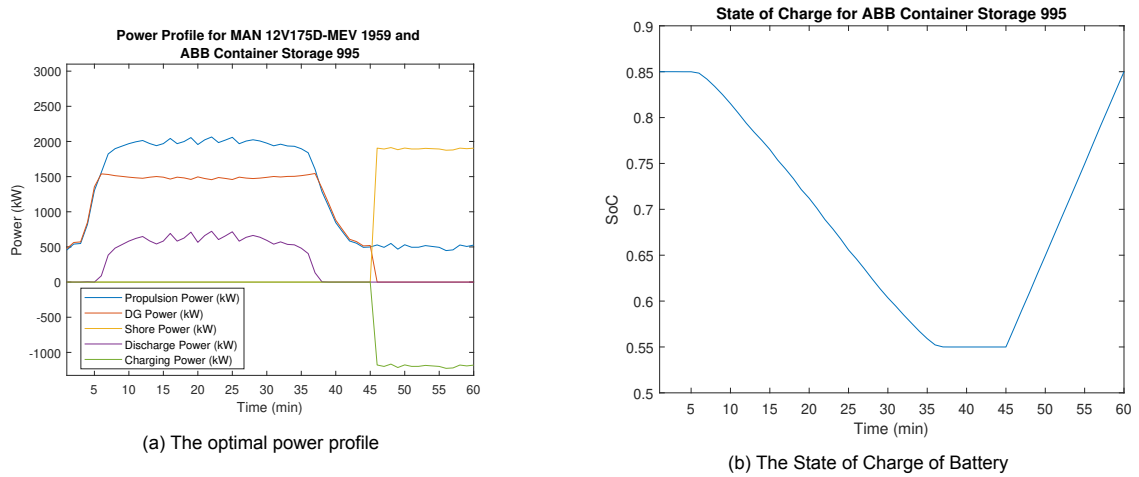 Power Profile for MAN 12V175D-MEV 1959 and
ABB Container Storage 995
3000
2500
2000
1500
1000
500
0
-500
-1000
Power (kW)
Propulsion Power (kW)
DG Power (kW)
Shore Power (kW)
Discharge Power (kW)
Charging Power (kW)
5 10 15 20 25 30 35 40 45 50 55 60
Time (min)
(a) The optimal power profile
State of Charge for ABB Container Storage 995
0.85
0.8
0.75
0.7
0.65
0.6
0.55
0.5
SoC
5 10 15 20 25 30 35 40 45 50 55 60
Time (min)
(b) The State of Charge of Battery